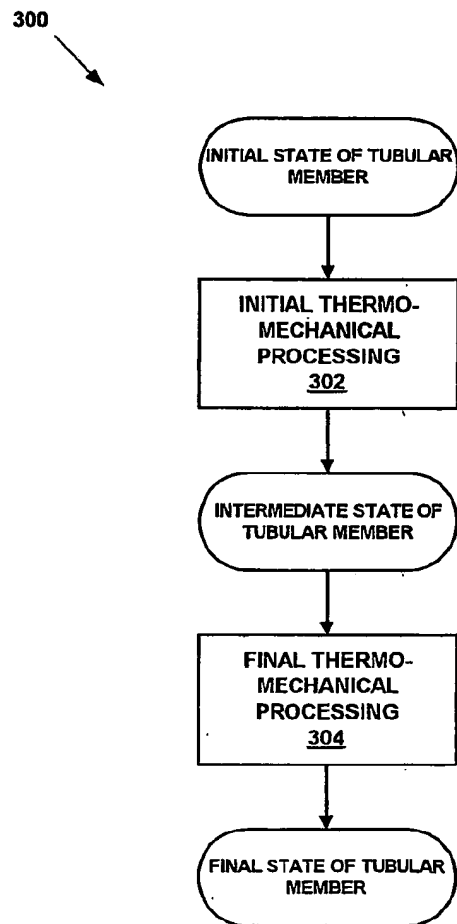 300
INITIAL STATE OF TUBULAR
MEMBER
INITIAL THERMO-
MECHANICAL
PROCESSING
302
INTERMEDIATE STATE OF
TUBULAR MEMBER
FINAL THERMO-
MECHANICAL
PROCESSING
304
FINAL STATE OF TUBULAR
MEMBER